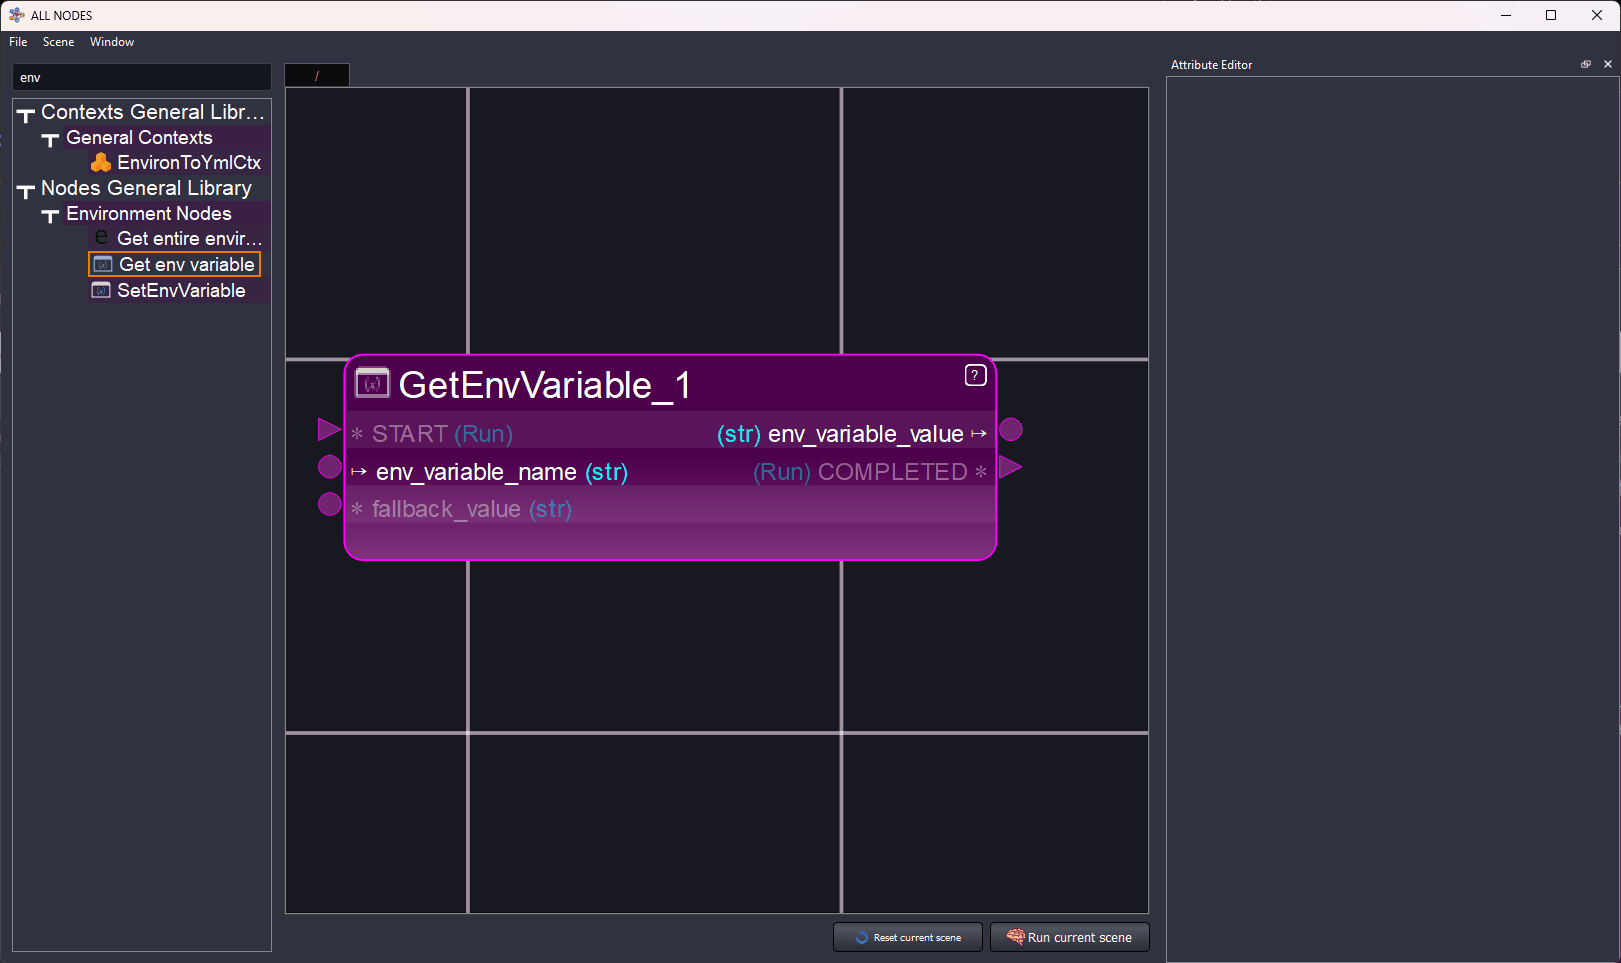 ALL NODES
File Scene Window
env
/
Attribute Editor
Contexts General Libr...
General Contexts
EnvironToYmlCtx
Nodes General Library
Environment Nodes
e Get entire envir...
(x) Get env variable
(x) SetEnvVariable
(x) GetEnvVariable_1 ?
* START (Run)
(str) env_variable_value ↦
↦ env_variable_name (str)
(Run) COMPLETED *
* fallback_value (str)
Reset current scene
Run current scene